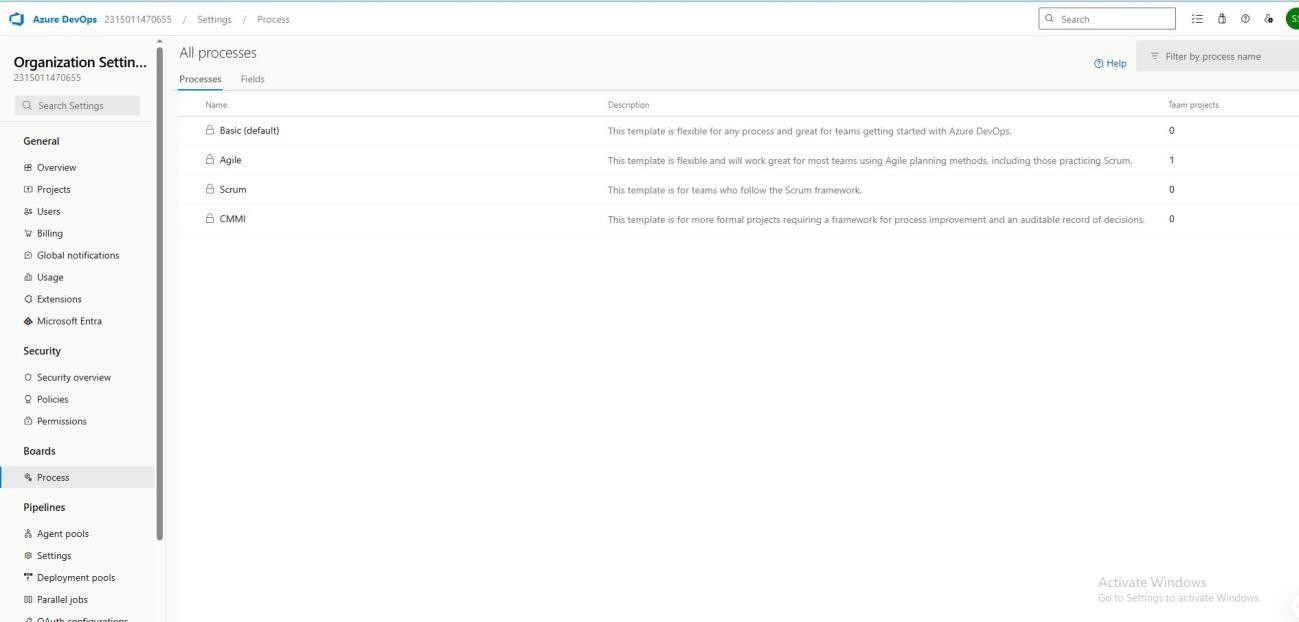 Azure DevOps 2315011470655 / Settings / Process
Search
Organization Settin...
2315011470655
Search Settings
General
Overview
Projects
Users
Billing
Global notifications
Usage
Extensions
Microsoft Entra
Security
Security overview
Policies
Permissions
Boards
Process
Pipelines
Agent pools
Settings
Deployment pools
Parallel jobs
OAuth configurations
All processes
Help
Filter by process name
Processes Fields
Name Description Team projects
Basic (default) This template is flexible for any process and great for teams getting started with Azure DevOps. 0
Agile This template is flexible and will work great for most teams using Agile planning methods, including those practicing Scrum. 1
Scrum This template is for teams who follow the Scrum framework. 0
CMMI This template is for more formal projects requiring a framework for process improvement and an auditable record of decisions. 0
Activate Windows
Go to Settings to activate Windows.